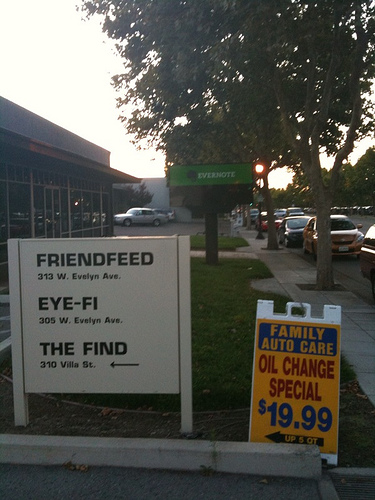 EVERNOTE
FRIENDFEED
313 W. Evelyn Ave.
EYE-FI
305 W. Evelyn Ave.
THE FIND
310 Villa St.
FAMILY
AUTO CARE
OIL CHANGE
SPECIAL
$19.99
UP 5 QT